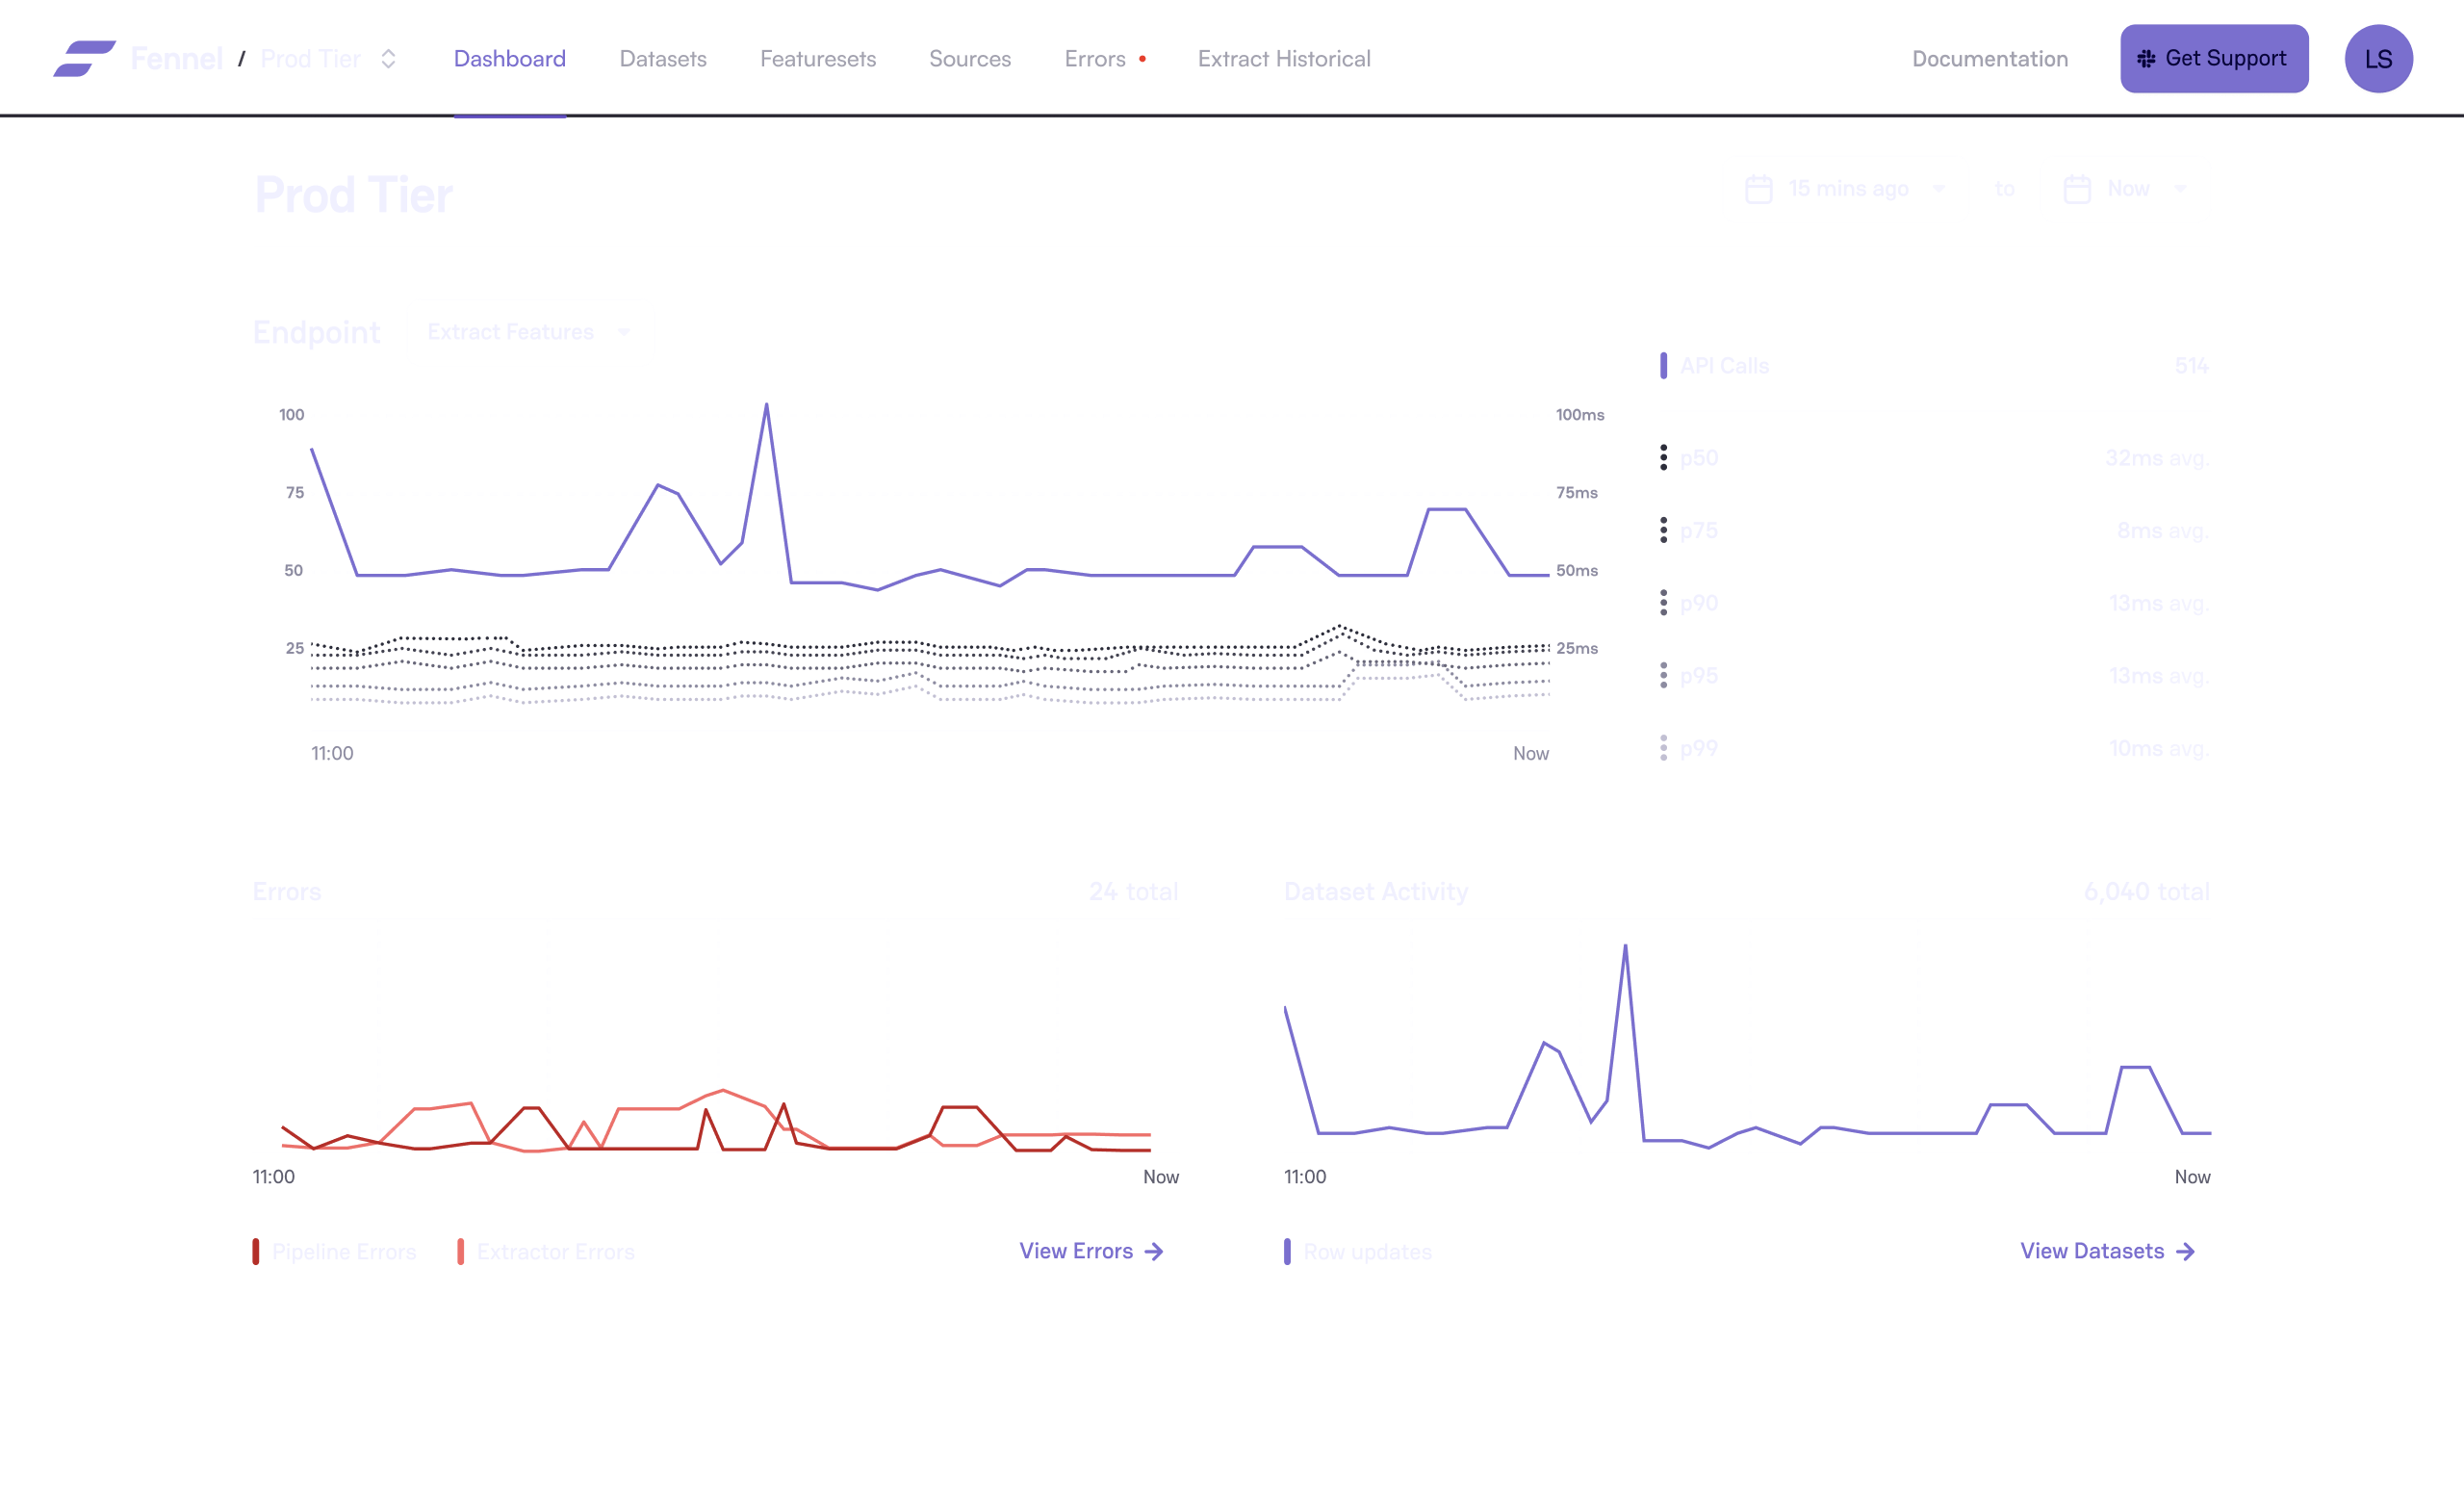 Fennel / Prod Tier Dashboard Datasets Featuresets Sources Errors Extract Historical Documentation Get Support LS
Prod Tier 15 mins ago to Now
Endpoint Extract Features
API Calls 514
100 100ms
p50 32ms avg.
75 75ms
p75 8ms avg.
50 50ms
p90 13ms avg.
25 25ms
p95 13ms avg.
11:00 Now
p99 10ms avg.
Errors 24 total
Dataset Activity 6,040 total
11:00 Now
11:00 Now
Pipeline Errors Extractor Errors View Errors →
Row updates View Datasets →